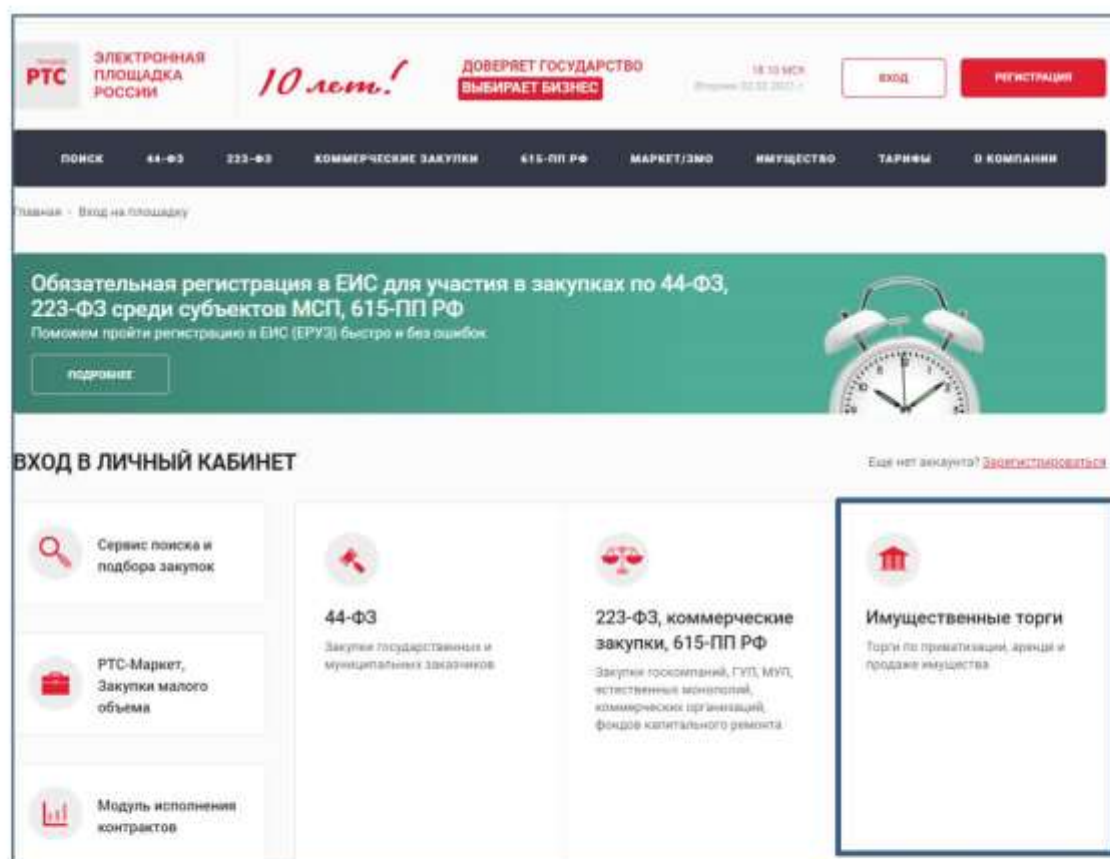 РТС
ЭЛЕКТРОННАЯ
ПЛОЩАДКА
РОССИИ
10 лет!
ДОВЕРЯЕТ ГОСУДАРСТВО
ВЫБИРАЕТ БИЗНЕС
ВХОД
РЕГИСТРАЦИЯ
ПОИСК 44-ФЗ 223-ФЗ КОММЕРЧЕСКИЕ ЗАКУПКИ 615-ПП РФ МАРКЕТ/ЗМО ИМУЩЕСТВО ТАРИФЫ О КОМПАНИИ
Главная - Вход на площадку
Обязательная регистрация в ЕИС для участия в закупках по 44-ФЗ,
223-ФЗ среди субъектов МСП, 615-ПП РФ
Поможем пройти регистрацию в ЕИС (ЕРУЗ) быстро и без ошибок
ПОДРОБНЕЕ
ВХОД В ЛИЧНЫЙ КАБИНЕТ
Еще нет аккаунта? Зарегистрироваться
Сервис поиска и
подбора закупок
РТС-Маркет,
Закупки малого
объема
Модуль исполнения
контрактов
44-ФЗ
Закупки государственных и
муниципальных заказчиков
223-ФЗ, коммерческие
закупки, 615-ПП РФ
Закупки госкомпаний, ГУП, МУП,
естественных монополий,
коммерческих организаций,
фондов капитального ремонта
Имущественные торги
Торги по приватизации, аренде и
продаже имущества